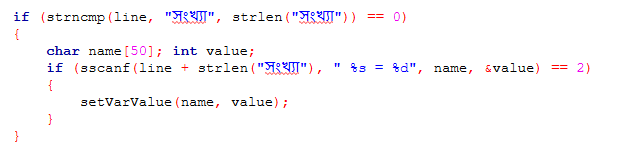 if (strncmp(line, "সংখ্যা", strlen("সংখ্যা")) == 0)
{
char name[50]; int value;
if (sscanf(line + strlen("সংখ্যা"), " %s = %d", name, &value) == 2)
{
setVarValue(name, value);
}
}